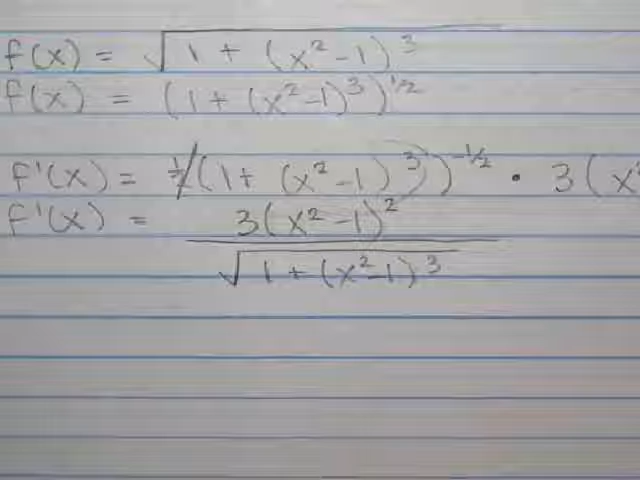 f(x) = √1 + (x² - 1)³
f(x) = (1 + (x² - 1)³)^1/2
f'(x) = 1/2 (1 + (x² - 1)³)^-1/2 · 3(x²
f'(x) = 3(x² - 1)²
√1 + (x² - 1)³